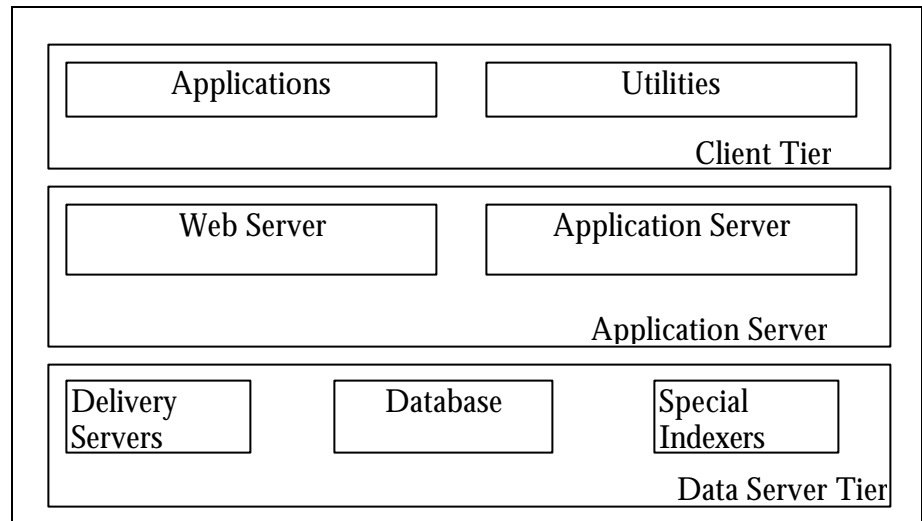 Applications
Utilities
Client Tier
Web Server
Application Server
Application Server
Delivery
Servers
Database
Special
Indexers
Data Server Tier